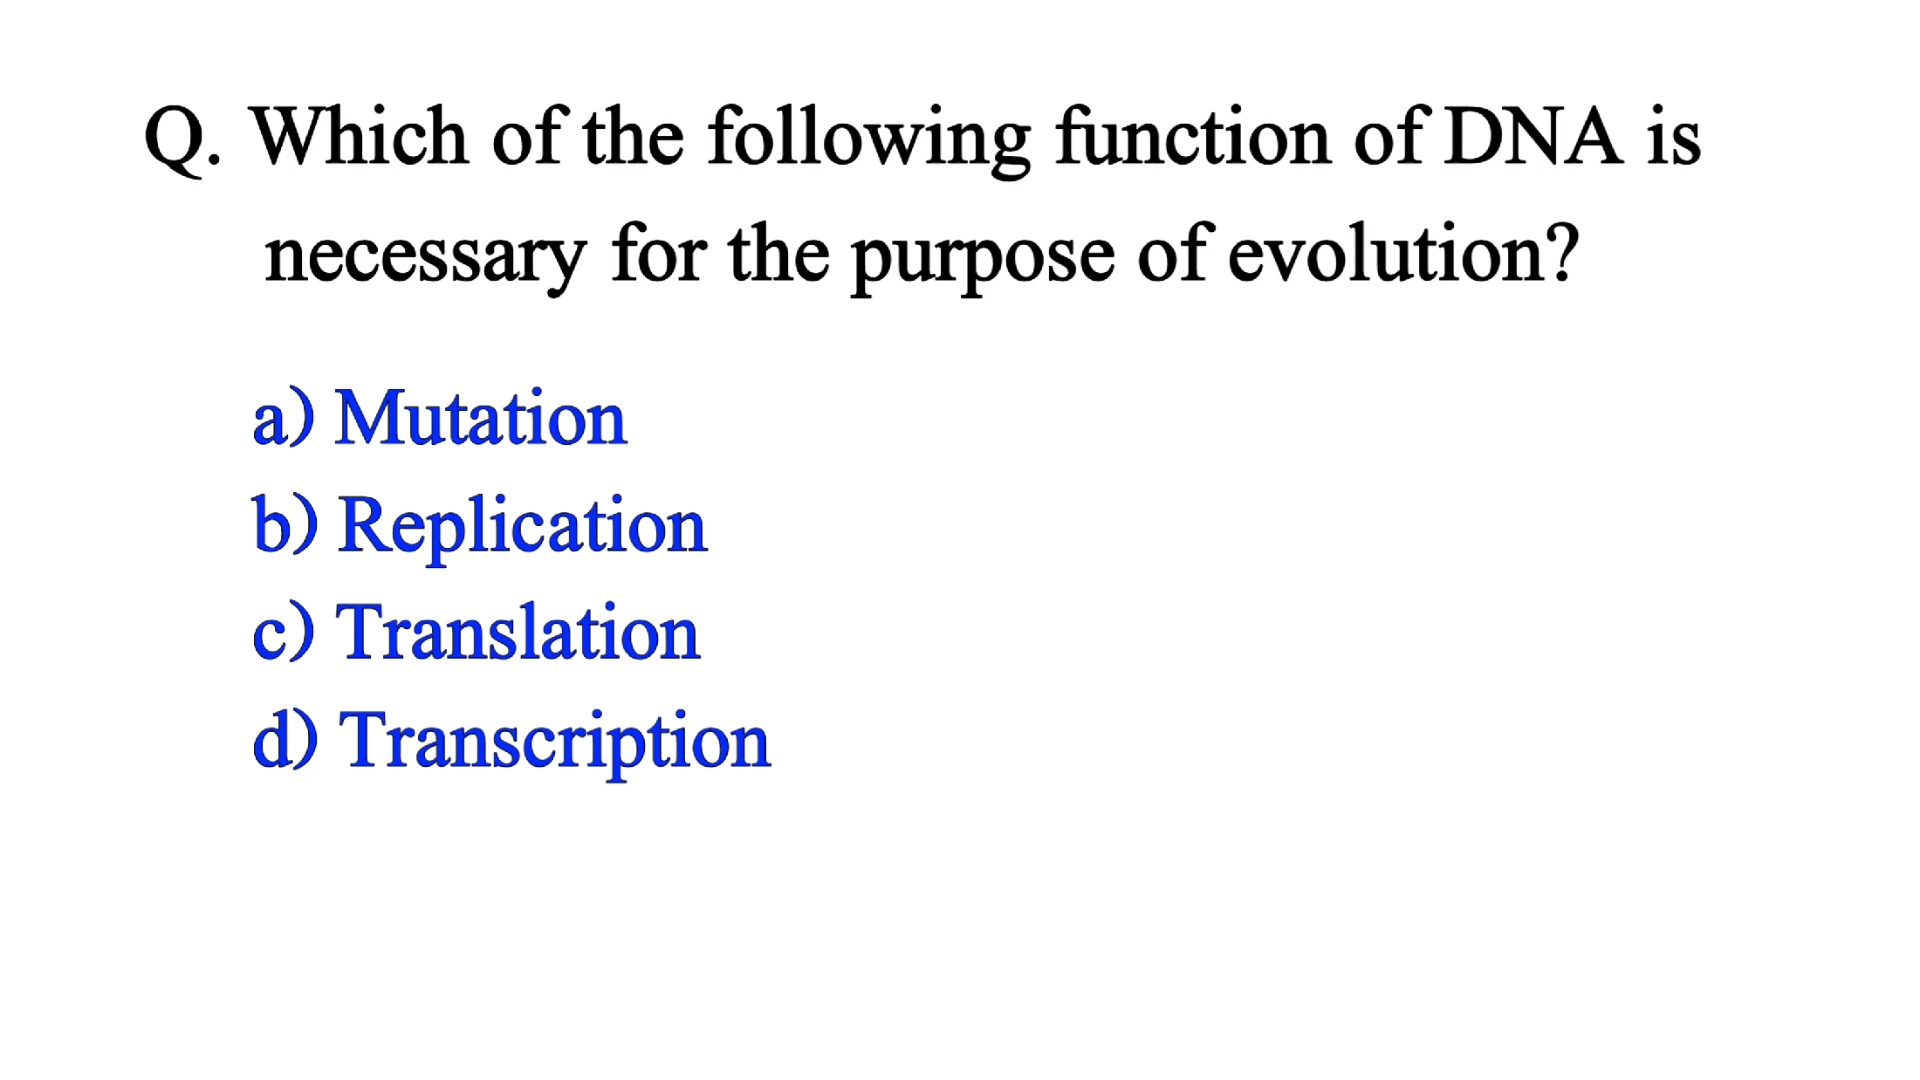 Q. Which of the following function of DNA is
necessary for the purpose of evolution?
a) Mutation
b) Replication
c) Translation
d) Transcription